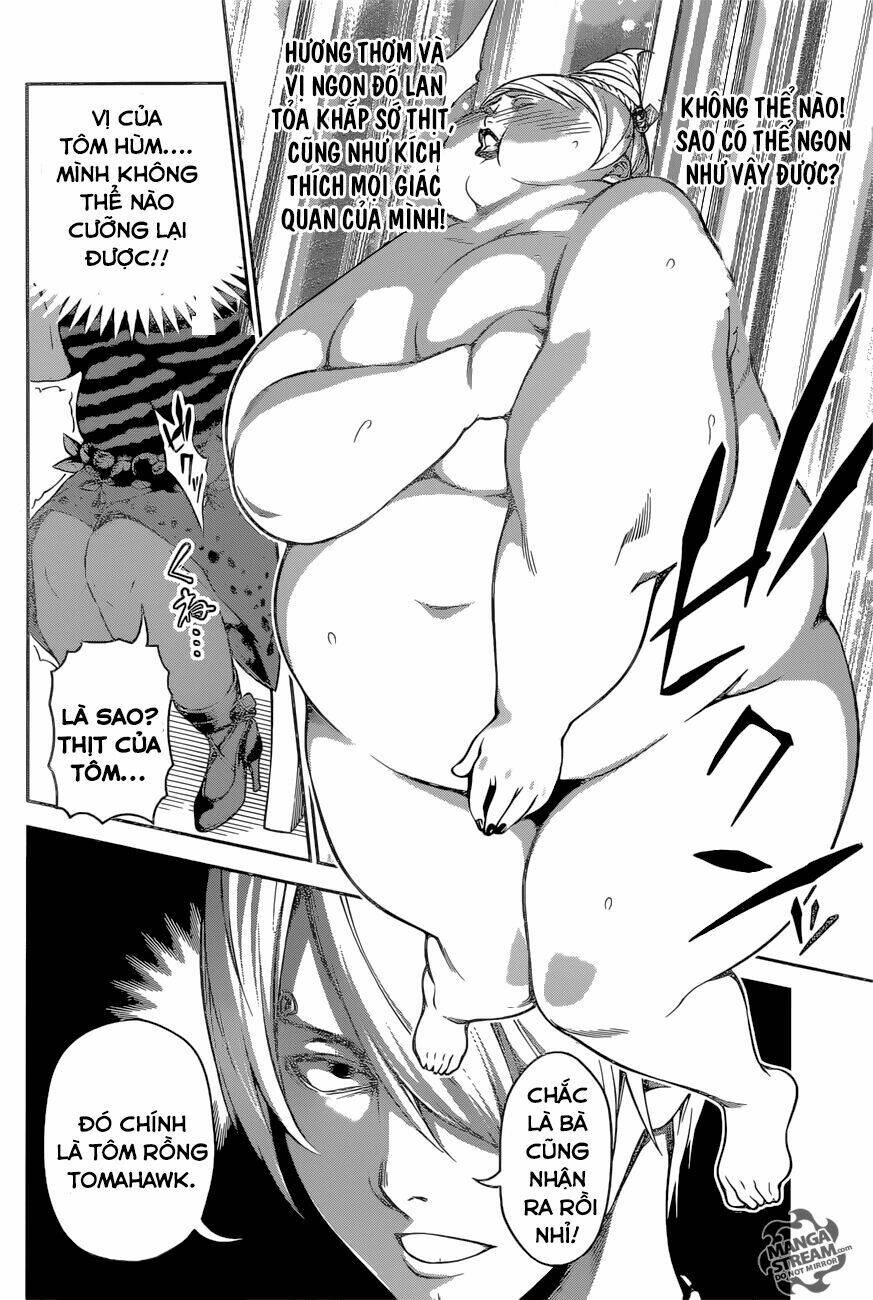 KHÔNG THỂ NÀO!
SAO CÓ THỂ NGON
NHƯ VẬY ĐƯỢC?
HƯƠNG THƠM VÀ
VỊ NGON ĐÓ LAN
TỎA KHẮP SỚ THỊT,
CŨNG NHƯ KÍCH
THÍCH MỌI GIÁC
QUAN CỦA MÌNH!
VỊ CỦA
TÔM HÙM....
MÌNH KHÔNG
THỂ NÀO
CƯỠNG LẠI
ĐƯỢC!!
くね…
LÀ SAO?
THỊT CỦA
TÔM...
CHẮC
LÀ BÀ
CŨNG
NHẬN
RA RỒI
NHỈ!
ĐÓ CHÍNH
LÀ TÔM RỒNG
TOMAHAWK.
MANGA
STREAM.com
DO NOT MIRROR!